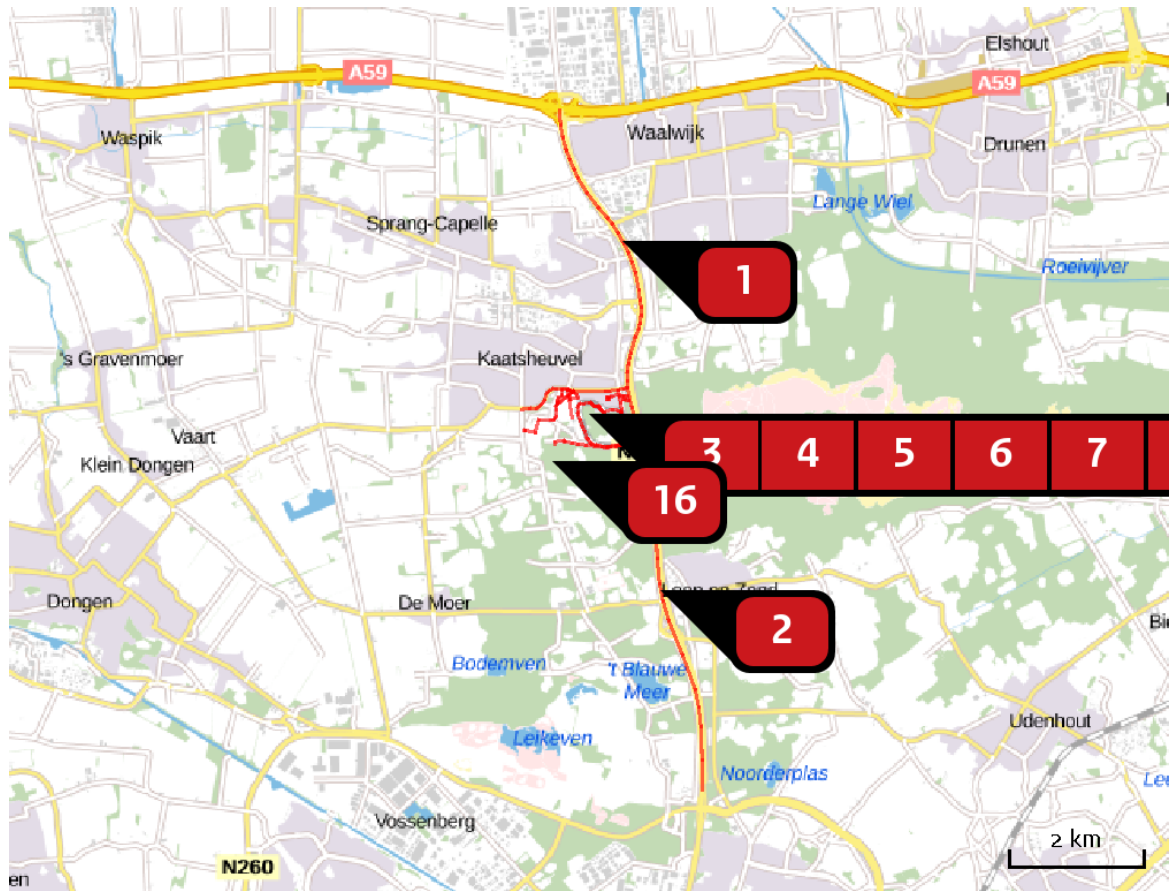 Elshout
A59
A59
Waspik
Waalwijk
Drunen
Lange Wiel
Sprang-Capelle
Roeivijver
1
's Gravenmoer
Kaatsheuvel
Vaart
3 4 5 6 7
Klein Dongen
16
Dongen
De Moer
2
Bodemven
't Blauwe
Meer
Udenhout
Leikeven
Noorderplas
Vossenberg
2 km
N260